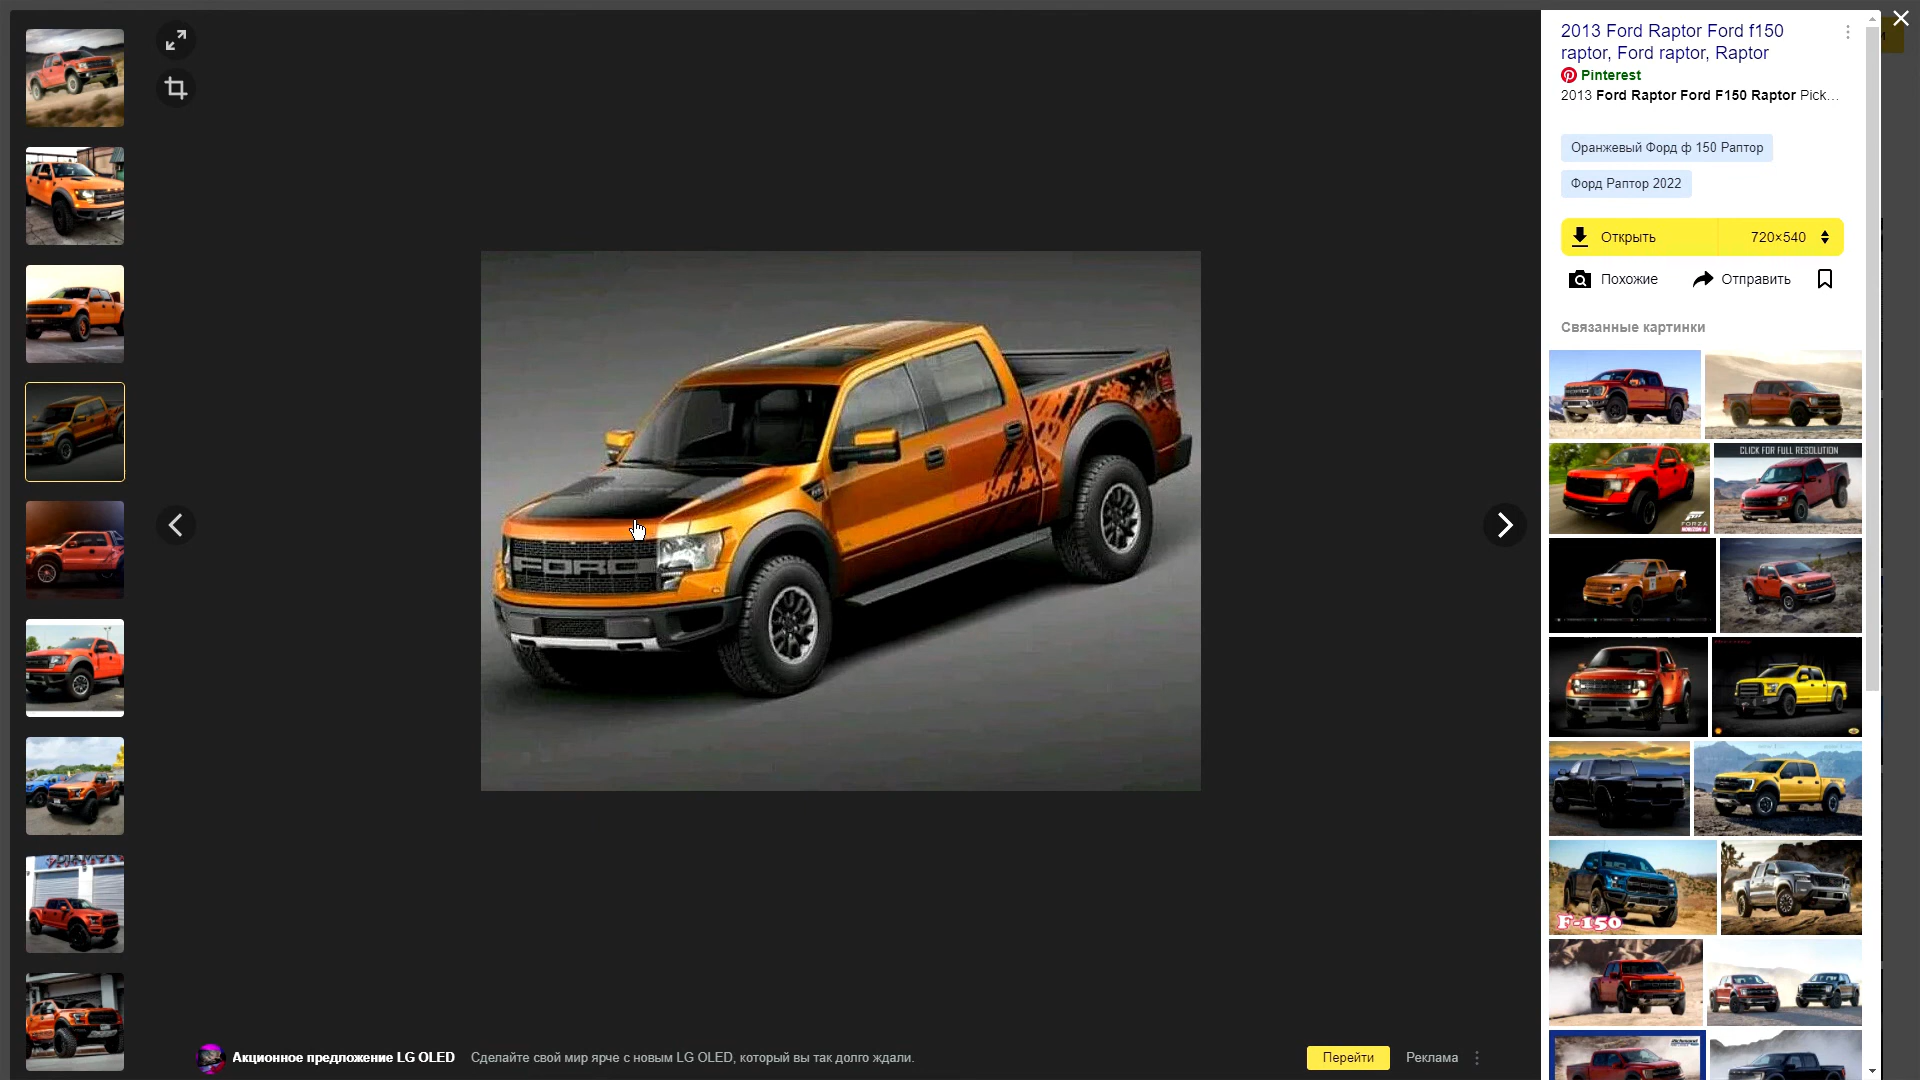 2013 Ford Raptor Ford f150
raptor, Ford raptor, Raptor
Pinterest
2013 Ford Raptor Ford F150 Raptor Pick...
Оранжевый Форд ф 150 Раптор
Форд Раптор 2022
Открыть
720×540
Похожие
Отправить
Связанные картинки
CLICK FOR FULL RESOLUTION
FORZA
FORD
F-150
Акционное предложение LG OLED
Сделайте свой мир ярче с новым LG OLED, который вы так долго ждали.
Перейти
Реклама